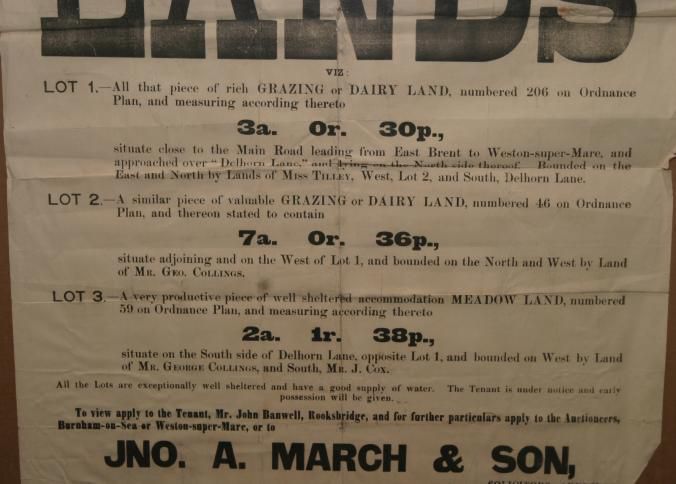 LANDS
VIZ:
LOT 1.—All that piece of rich GRAZING or DAIRY LAND, numbered 206 on Ordnance
Plan, and measuring according thereto
3a. 0r. 30p.,
situate close to the Main Road leading from East Brent to Weston-super-Mare, and
approached over "Delhorn Lane," and lying on the North side thereof. Bounded on the
East and North by Lands of MISS TILLEY, West, Lot 2, and South, Delhorn Lane.
LOT 2.—A similar piece of valuable GRAZING or DAIRY LAND, numbered 46 on Ordnance
Plan, and thereon stated to contain
7a. 0r. 36p.,
situate adjoining and on the West of Lot 1, and bounded on the North and West by Land
of MR. GEO. COLLINGS.
LOT 3.—A very productive piece of well sheltered accommodation MEADOW LAND, numbered
59 on Ordnance Plan, and measuring according thereto
2a. 1r. 38p.,
situate on the South side of Delhorn Lane, opposite Lot 1, and bounded on West by Land
of MR. GEORGE COLLINGS, and South, MR. J. COX.
All the Lots are exceptionally well sheltered and have a good supply of water. The Tenant is under notice and early
possession will be given.
To view apply to the Tenant, Mr. John Banwell, Rooksbridge, and for further particulars apply to the Auctioneers,
Burnham-on-Sea or Weston-super-Mare, or to
JNO. A. MARCH & SON,